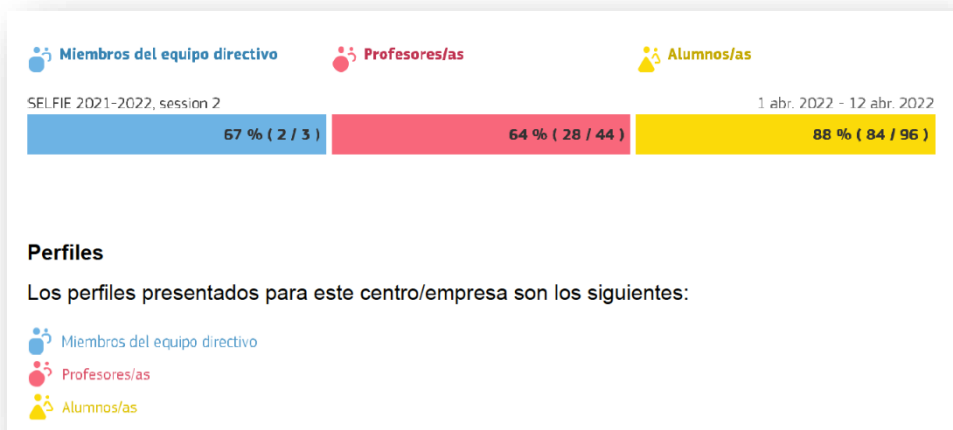 Miembros del equipo directivo Profesores/as Alumnos/as
SELFIE 2021-2022, session 2 1 abr. 2022 - 12 abr. 2022
67 % ( 2 / 3 ) 64 % ( 28 / 44 ) 88 % ( 84 / 96 )
Perfiles
Los perfiles presentados para este centro/empresa son los siguientes:
Miembros del equipo directivo
Profesores/as
Alumnos/as